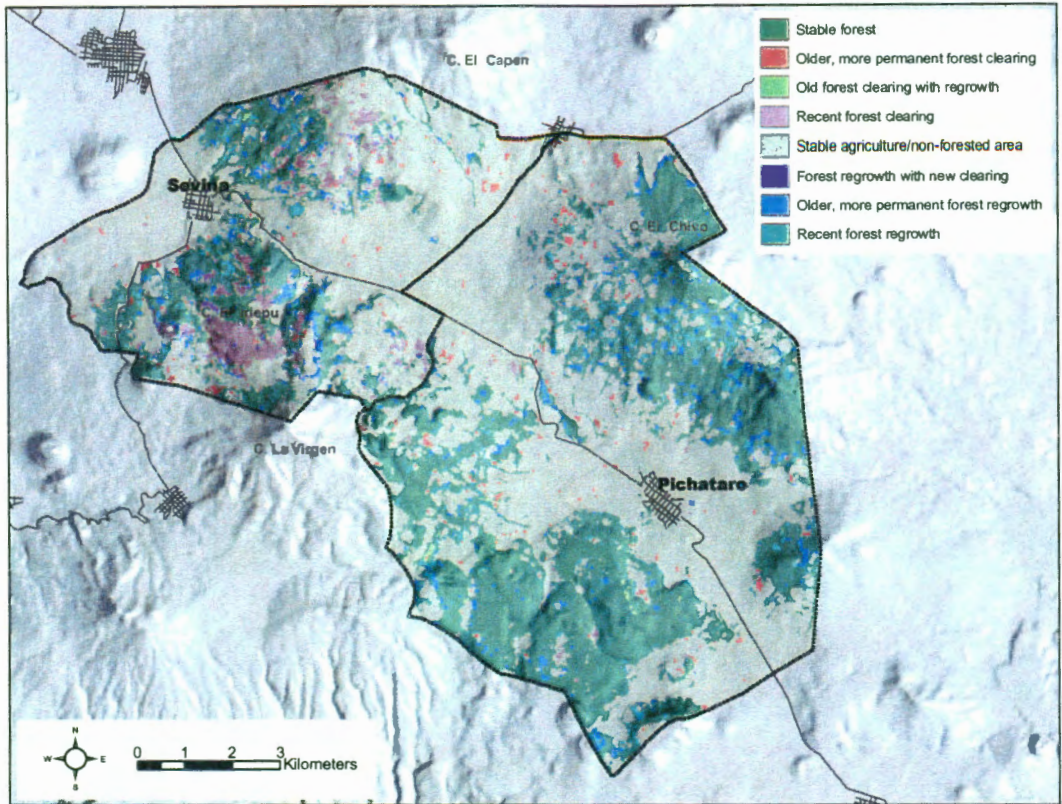 C. El Capen
Stable forest
Older, more permanent forest clearing
Old forest clearing with regrowth
Recent forest clearing
Stable agriculture/non-forested area
Forest regrowth with new clearing
Older, more permanent forest regrowth
Recent forest regrowth
Sevina
C. El Chivo
C. La Virgen
Pichataro
N
W E
S
0 1 2 3
Kilometers